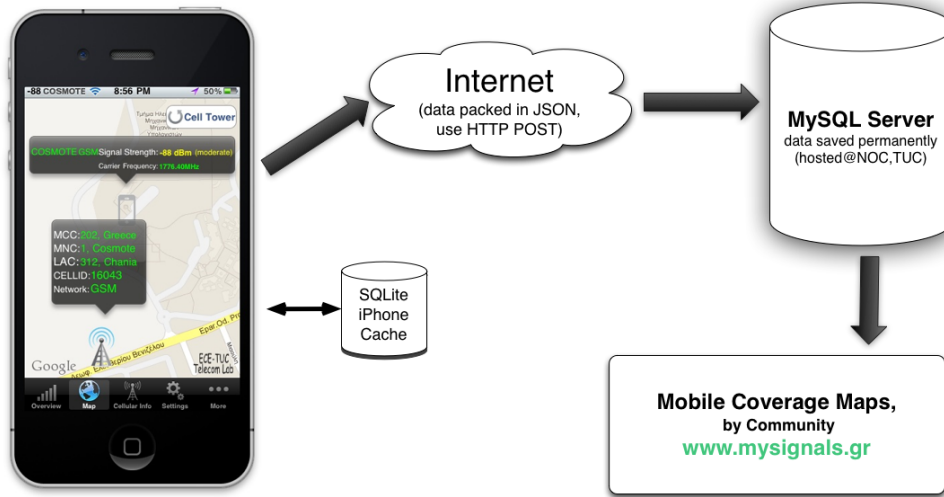 -88 COSMOTE 8:56 PM 50%
Cell Tower
COSMOTE GSM Signal Strength: -88 dBm (moderate)
Carrier Frequency: 1776.40MHz
MCC: 202, Greece
MNC: 1, Cosmote
LAC: 312, Chania
CELLID: 16043
Network: GSM
Epar.Od.
Google
ECE-TUC
Telecom Lab
Overview Map Cellular Info Settings More
Internet
(data packed in JSON,
use HTTP POST)
SQLite
iPhone
Cache
MySQL Server
data saved permanently
(hosted@NOC,TUC)
Mobile Coverage Maps,
by Community
www.mysignals.gr